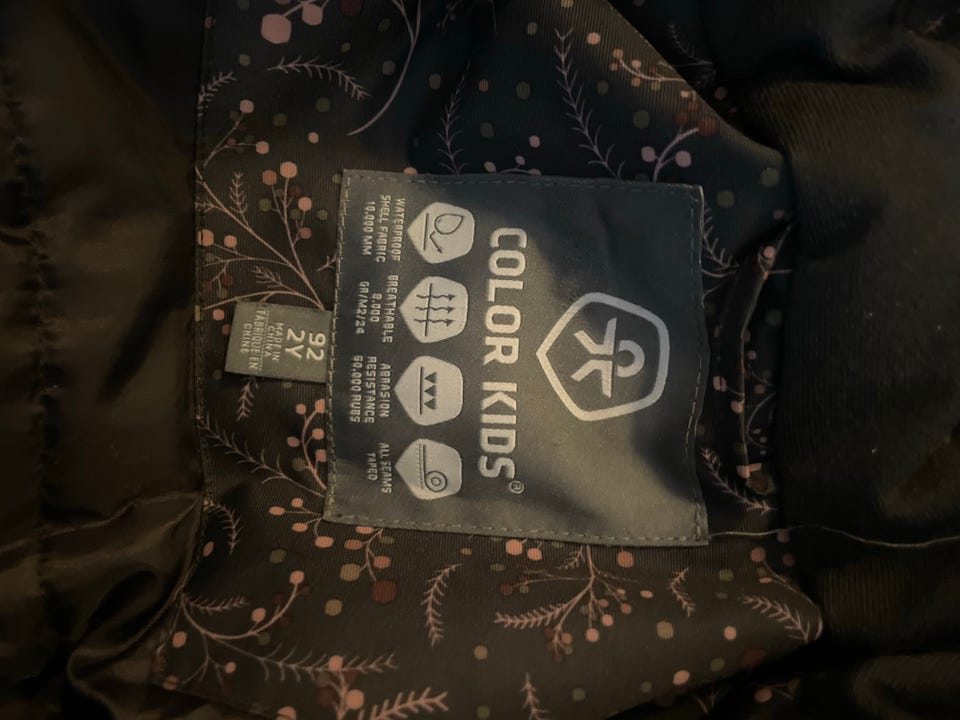 COLOR KIDS®
WATERPROOF
SHELL FABRIC
10.000 MM
BREATHABLE
8.000
GR/M2/24
ABRASION
RESISTANCE
60.000 RUBS
ALL SEAMS
TAPED
92
2Y
MADE IN
CHINA
FABRIQUE EN
CHINE